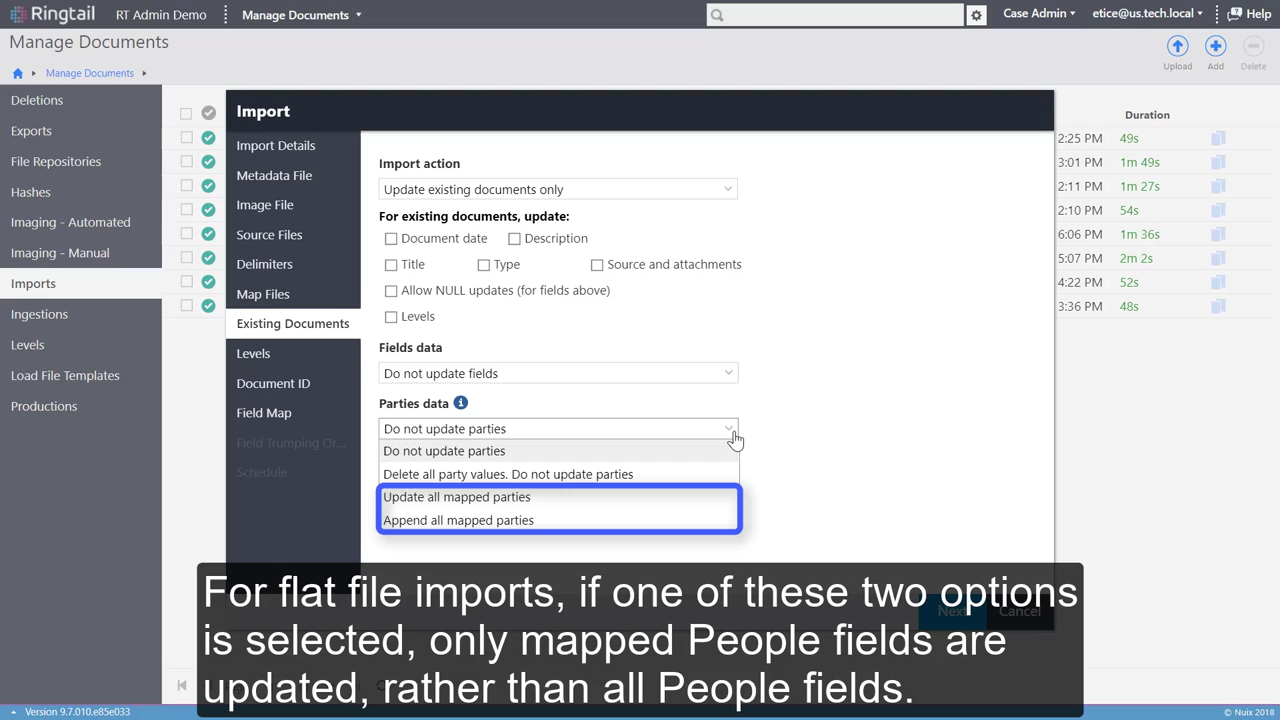 Ringtail
RT Admin Demo
Manage Documents
Case Admin
etice@us.tech.local
Help
Manage Documents
Manage Documents
Upload
Add
Delete
Deletions
Exports
File Repositories
Hashes
Imaging - Automated
Imaging - Manual
Imports
Ingestions
Levels
Load File Templates
Productions
Import
Import Details
Metadata File
Image File
Source Files
Delimiters
Map Files
Existing Documents
Levels
Document ID
Field Map
Field Trumping Or...
Schedule
Import action
Update existing documents only
For existing documents, update:
Document date
Description
Title
Type
Source and attachments
Allow NULL updates (for fields above)
Levels
Fields data
Do not update fields
Parties data
Do not update parties
Do not update parties
Delete all party values. Do not update parties
Update all mapped parties
Append all mapped parties
Next
Cancel
Duration
2:25 PM 49s
3:01 PM 1m 49s
2:11 PM 1m 27s
2:10 PM 54s
6:06 PM 1m 36s
5:07 PM 2m 2s
4:22 PM 52s
3:36 PM 48s
For flat file imports, if one of these two options
is selected, only mapped People fields are
updated, rather than all People fields.
Version 9.7.010.e85e033
© Nuix 2018